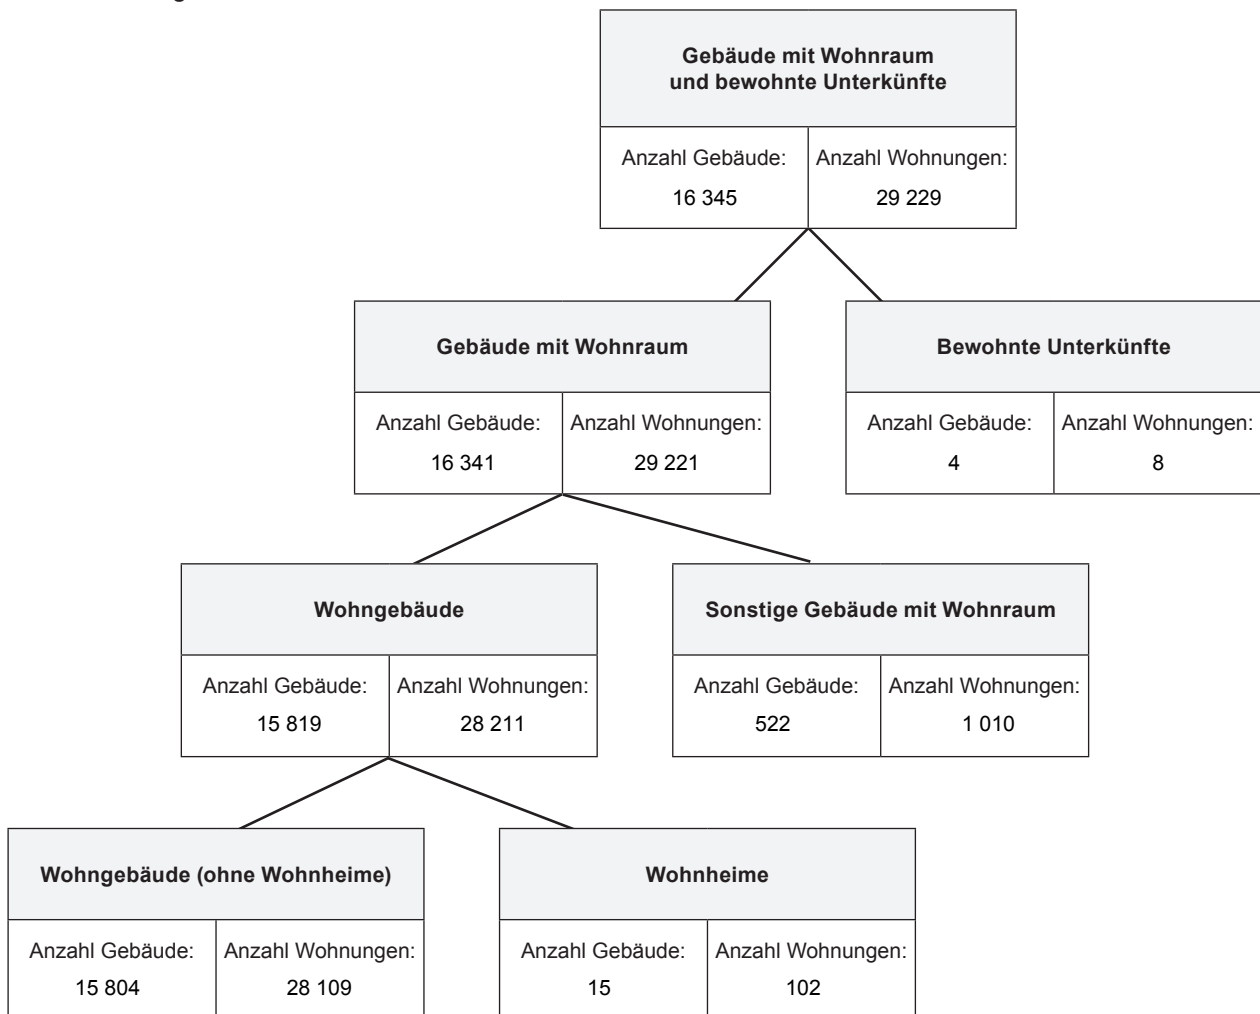 Gebäude mit Wohnraum
und bewohnte Unterkünfte
Anzahl Gebäude: Anzahl Wohnungen:
16 345 29 229
Gebäude mit Wohnraum
Anzahl Gebäude: Anzahl Wohnungen:
16 341 29 221
Bewohnte Unterkünfte
Anzahl Gebäude: Anzahl Wohnungen:
4 8
Wohngebäude
Anzahl Gebäude: Anzahl Wohnungen:
15 819 28 211
Sonstige Gebäude mit Wohnraum
Anzahl Gebäude: Anzahl Wohnungen:
522 1 010
Wohngebäude (ohne Wohnheime)
Anzahl Gebäude: Anzahl Wohnungen:
15 804 28 109
Wohnheime
Anzahl Gebäude: Anzahl Wohnungen:
15 102